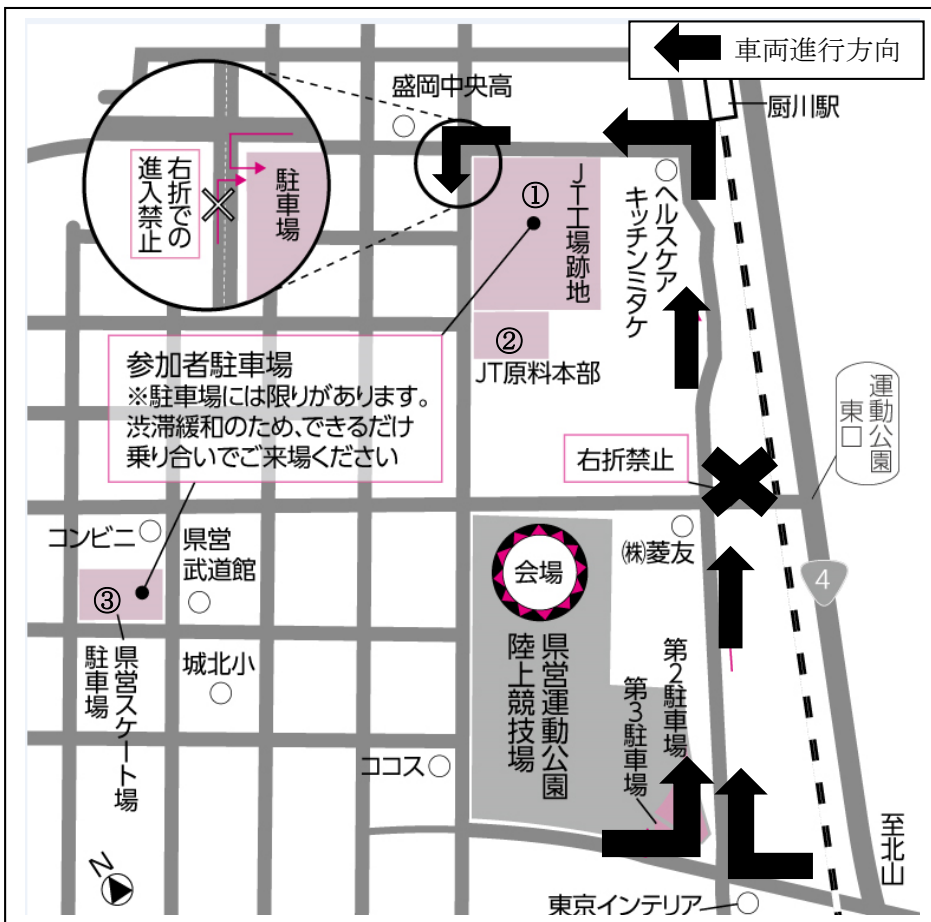 車両進行方向
厨川駅
盛岡中央高
右折での
進入禁止
駐車場
①
JT工場跡地
ヘルスケア
キッチンミタケ
②
JT原料本部
参加者駐車場
※駐車場には限りがあります。
渋滞緩和のため、できるだけ
乗り合いでご来場ください
運動公園
東口
右折禁止
コンビニ
県営
武道館
㈱菱友
会場
4
③
県営スケート場
駐車場
城北小
県営運動公園
陸上競技場
第2駐車場
第3駐車場
ココス
至北山
N
東京インテリア